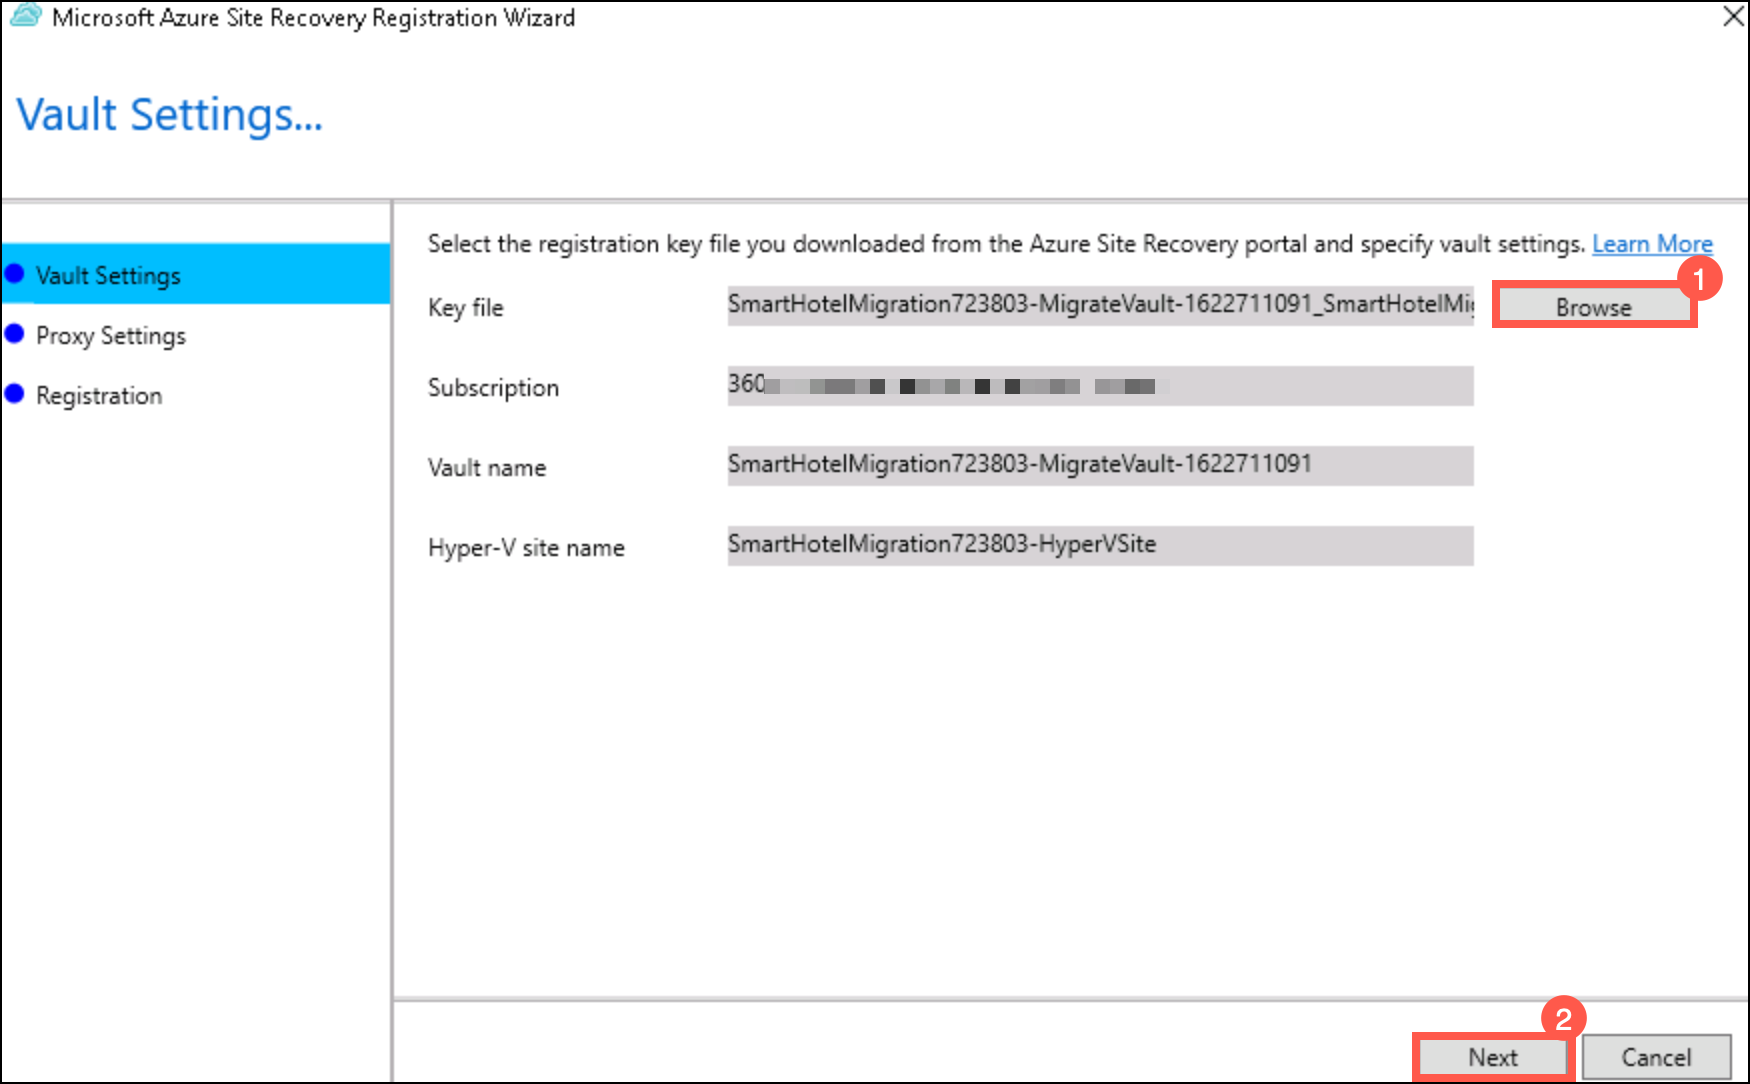 Microsoft Azure Site Recovery Registration Wizard
Vault Settings...
Vault Settings
Proxy Settings
Registration
Select the registration key file you downloaded from the Azure Site Recovery portal and specify vault settings. Learn More
1
Key file SmartHotelMigration723803-MigrateVault-1622711091_SmartHotelMi Browse
Subscription 360
Vault name SmartHotelMigration723803-MigrateVault-1622711091
Hyper-V site name SmartHotelMigration723803-HyperVSite
2
Next Cancel